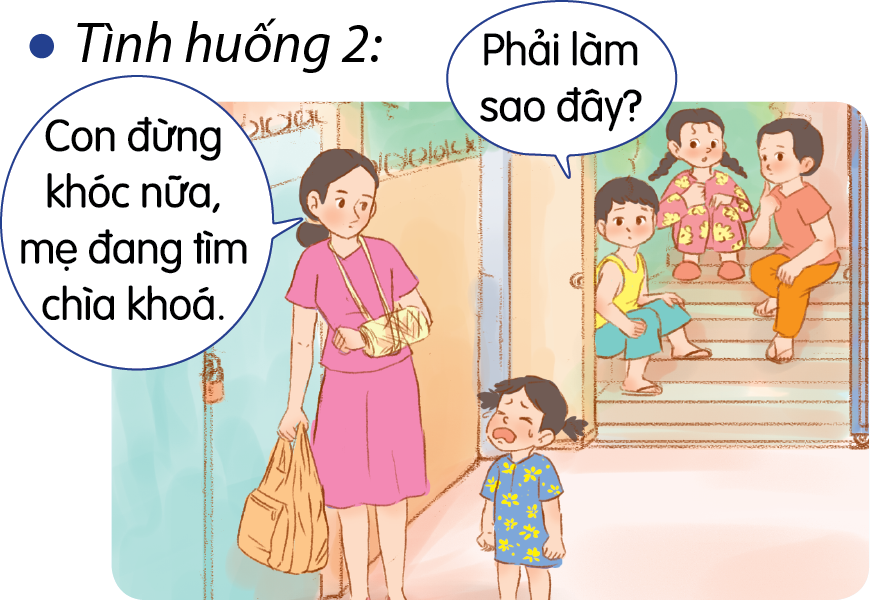 • Tình huống 2:
Phải làm
sao đây?
Con đừng
khóc nữa,
mẹ đang tìm
chìa khoá.